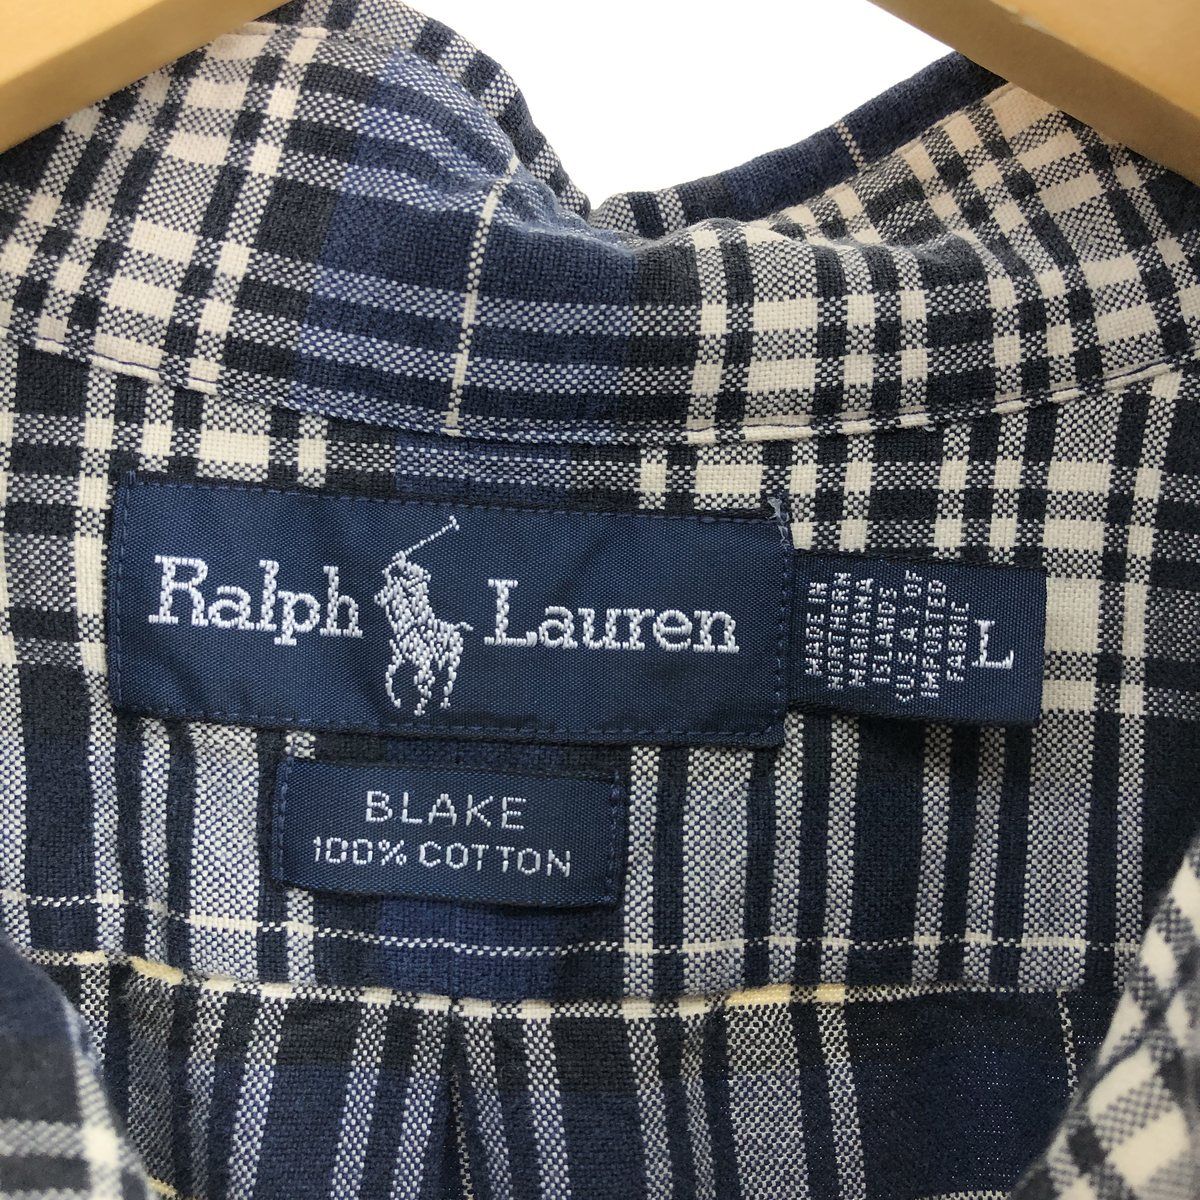 Ralph Lauren
MADE IN
NORTHERN
MARIANA
ISLANDS
U.S.A. OF
IMPORTED
FABRIC
L
BLAKE
100% COTTON